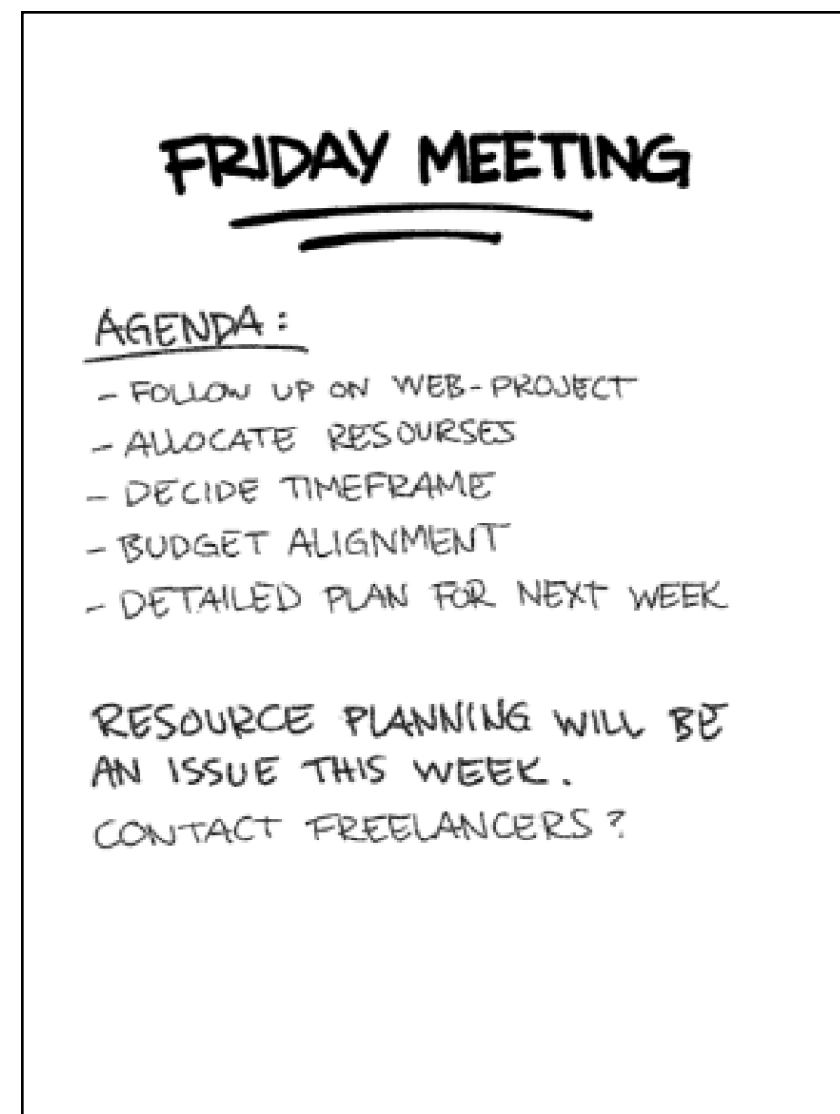 FRIDAY MEETING
AGENDA:
- FOLLOW UP ON WEB-PROJECT
- ALLOCATE RESOURSES
- DECIDE TIMEFRAME
- BUDGET ALIGNMENT
- DETAILED PLAN FOR NEXT WEEK
RESOURCE PLANNING WILL BE
AN ISSUE THIS WEEK.
CONTACT FREELANCERS?